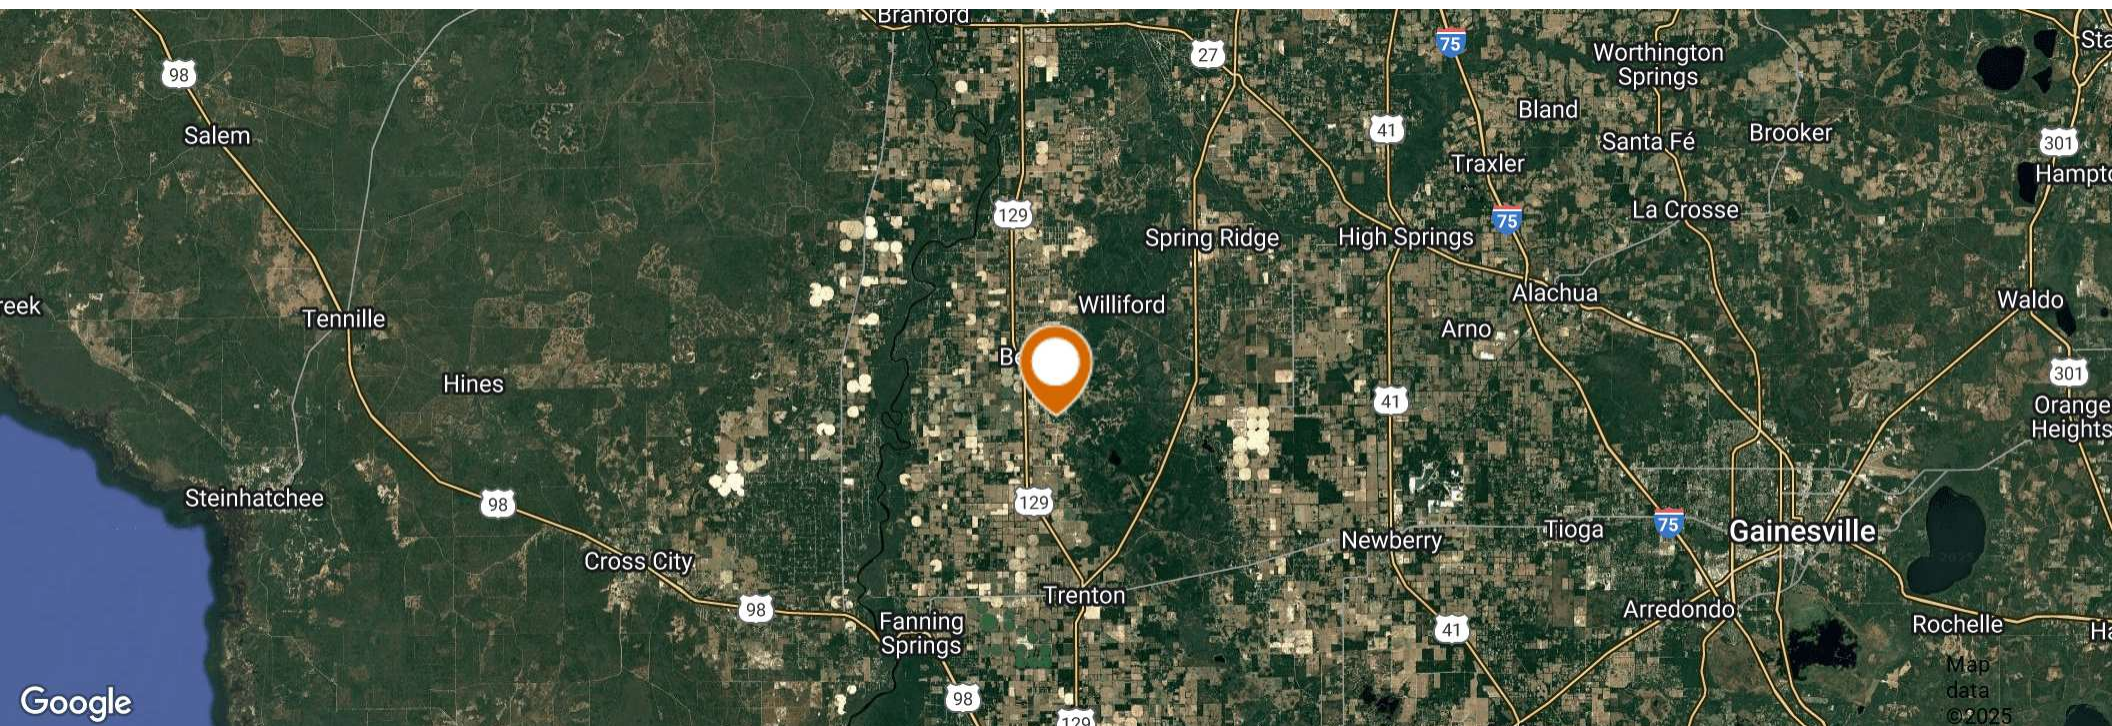 Branford
27
75
Worthington
Springs
Sta
98
Bland
41
Salem
Santa Fé
Brooker
301
Traxler
Hampto
129
La Crosse
75
Spring Ridge
High Springs
reek
Tennille
Williford
Alachua
Waldo
Arno
Be
Hines
301
41
Orange
Heights
Steinhatchee
98
129
75
Gainesville
Newberry
Tioga
Cross City
Trenton
98
Arredondo
Fanning
Springs
41
Rochelle
Ha
Map
data
©2025
Google
98
129